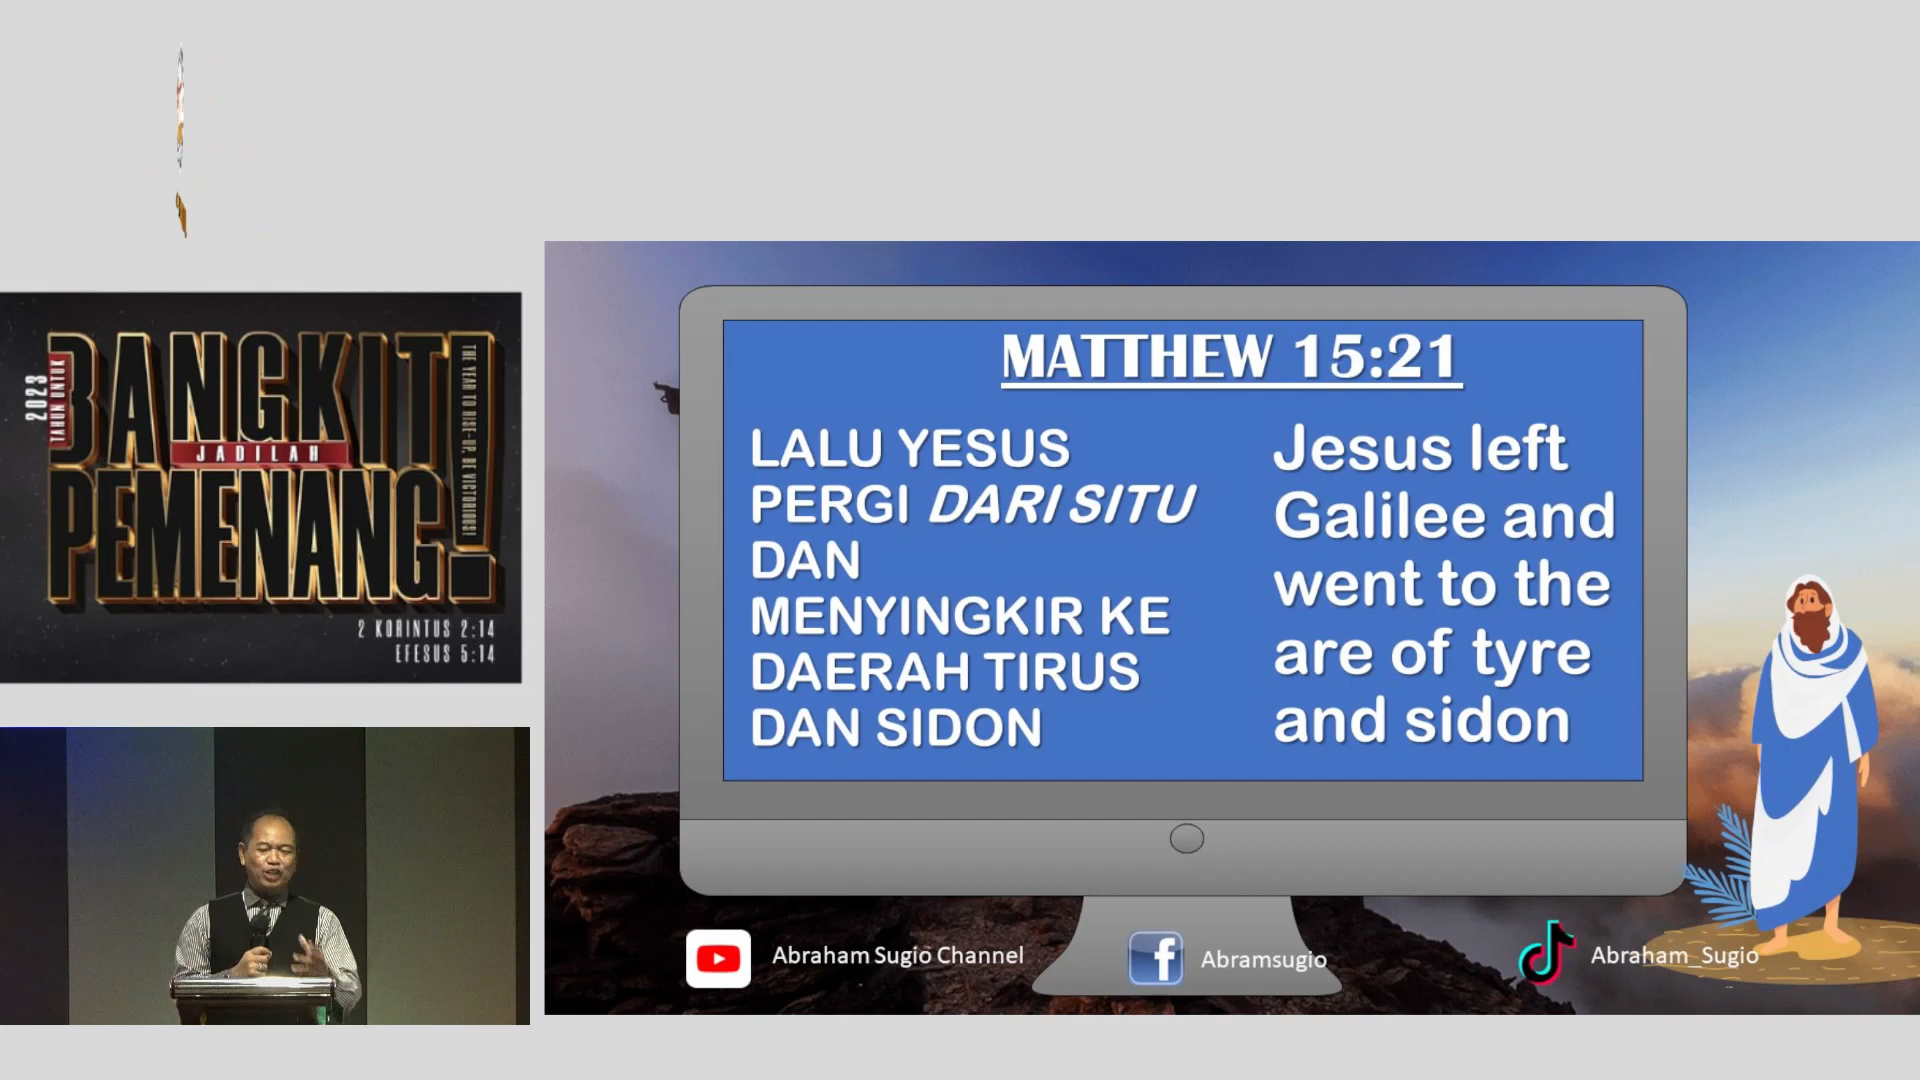 2023
TAHUN UNTUK
BANGKIT
JADILAH
PEMENANG!
THE YEAR TO RISE-UP, BE VICTORIOUS!
2 KORINTUS 2:14
EFESUS 5:14
MATTHEW 15:21
LALU YESUS
PERGI DARI SITU
DAN
MENYINGKIR KE
DAERAH TIRUS
DAN SIDON
Jesus left
Galilee and
went to the
are of tyre
and sidon
Abraham Sugio Channel
Abramsugio
Abraham_Sugio